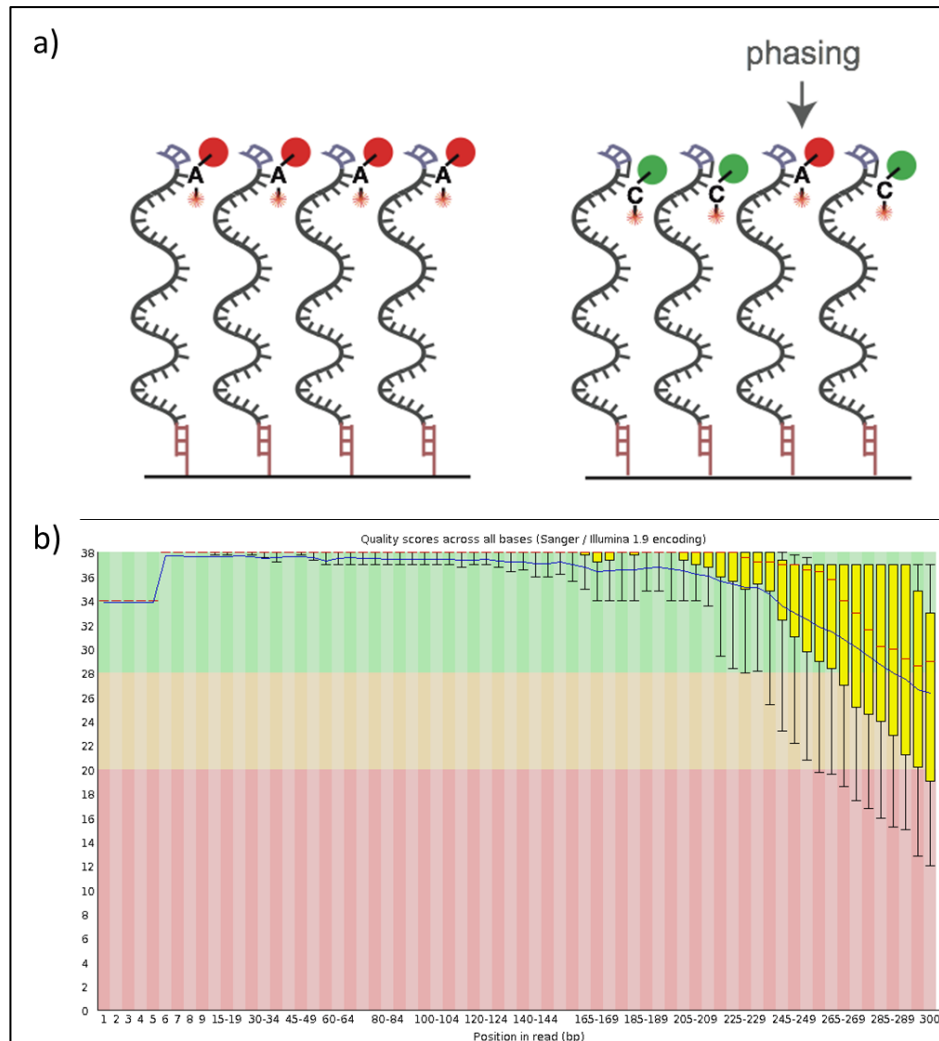 a)
phasing
A A A A
C C A C
b)
Quality scores across all bases (Sanger / Illumina 1.9 encoding)
38
36
34
32
30
28
26
24
22
20
18
16
14
12
10
8
6
4
2
0
1 2 3 4 5 6 7 8 9 15-19 30-34 45-49 60-64 80-84 100-104 120-124 140-144 165-169 185-189 205-209 225-229 245-249 265-269 285-289 300
Position in read (bp)